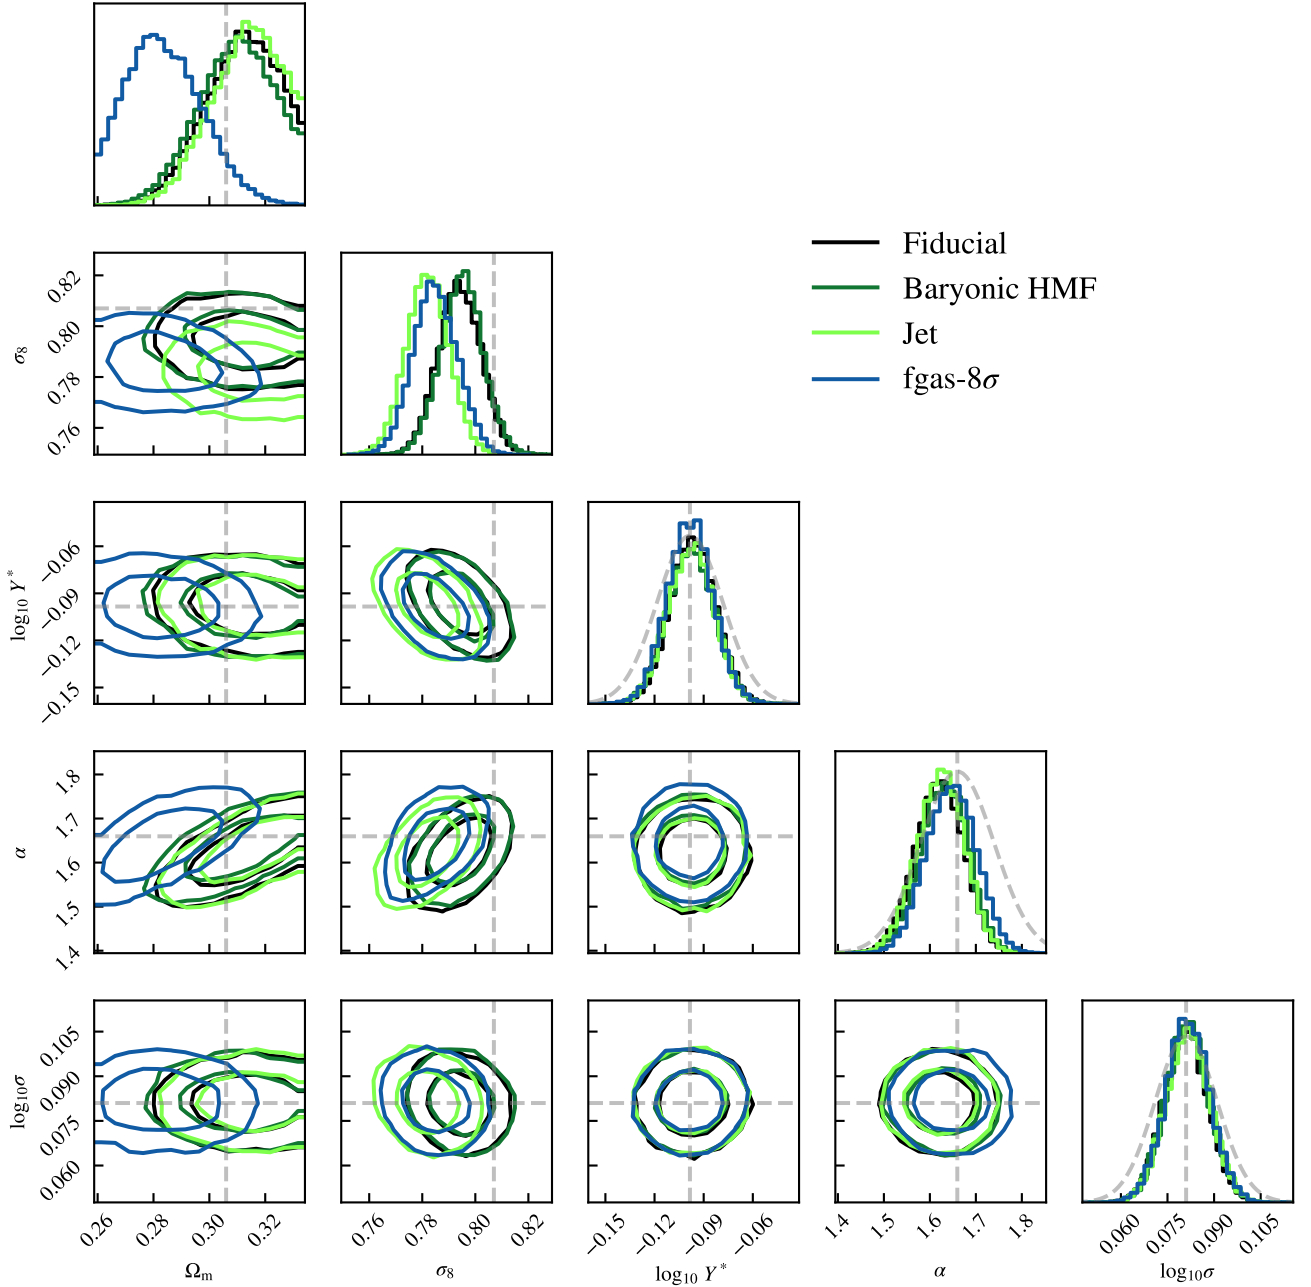 Fiducial
Baryonic HMF
Jet
fgas-8σ
0.82
0.80
0.78
0.76
σ₈
−0.06
−0.09
−0.12
−0.15
log₁₀ Y*
1.8
1.7
1.6
1.5
1.4
α
0.105
0.090
0.075
0.060
log₁₀σ
0.26 0.28 0.30 0.32 0.76 0.78 0.80 0.82 −0.15 −0.12 −0.09 −0.06 1.4 1.5 1.6 1.7 1.8 0.060 0.075 0.090 0.105
Ωₘ σ₈ log₁₀ Y* α log₁₀σ